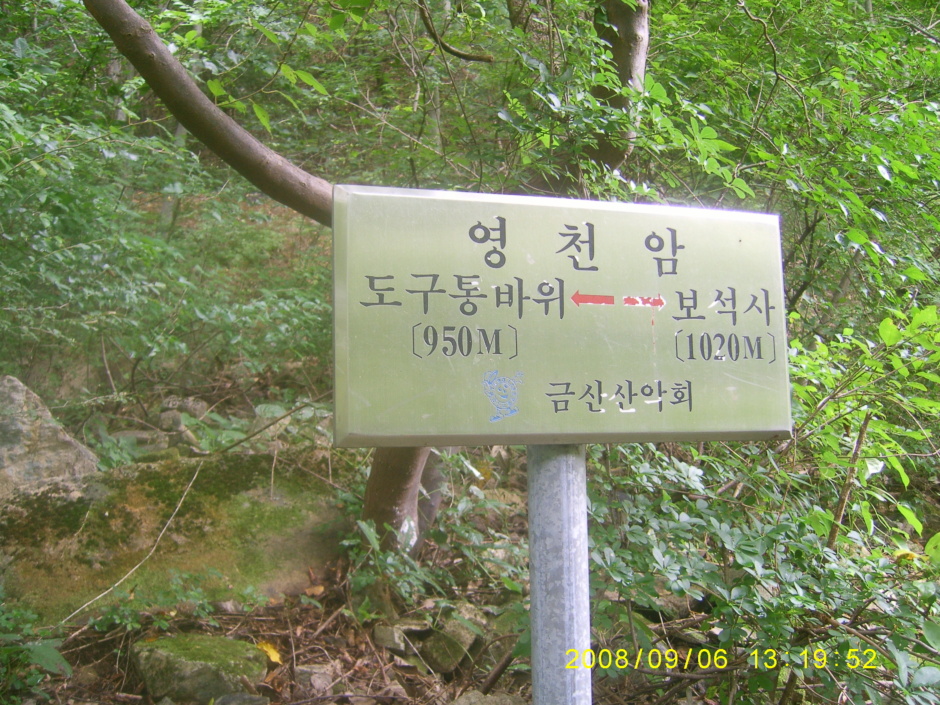 영천암
도구통바위 ← → 보석사
(950M) (1020M)
금산산악회
2008/09/06 13:19:52